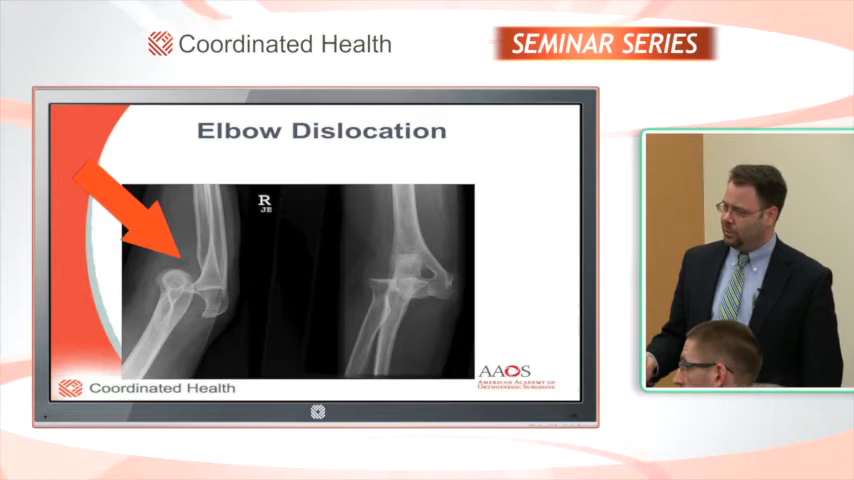 Coordinated Health
SEMINAR SERIES
Elbow Dislocation
R
JE
Coordinated Health
AAOS
AMERICAN ACADEMY OF
ORTHOPAEDIC SURGEONS